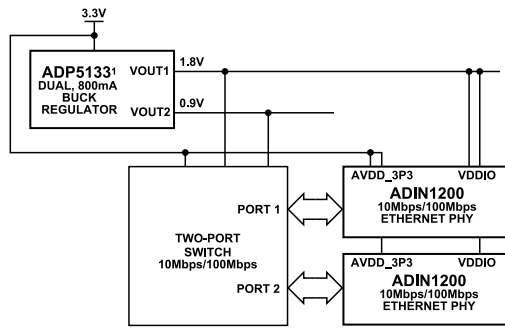 3.3V
ADP5133¹
DUAL, 800mA
BUCK
REGULATOR
VOUT1
VOUT2
1.8V
0.9V
TWO-PORT
SWITCH
10Mbps/100Mbps
PORT 1
PORT 2
AVDD_3P3
VDDIO
ADIN1200
10Mbps/100Mbps
ETHERNET PHY
AVDD_3P3
VDDIO
ADIN1200
10Mbps/100Mbps
ETHERNET PHY